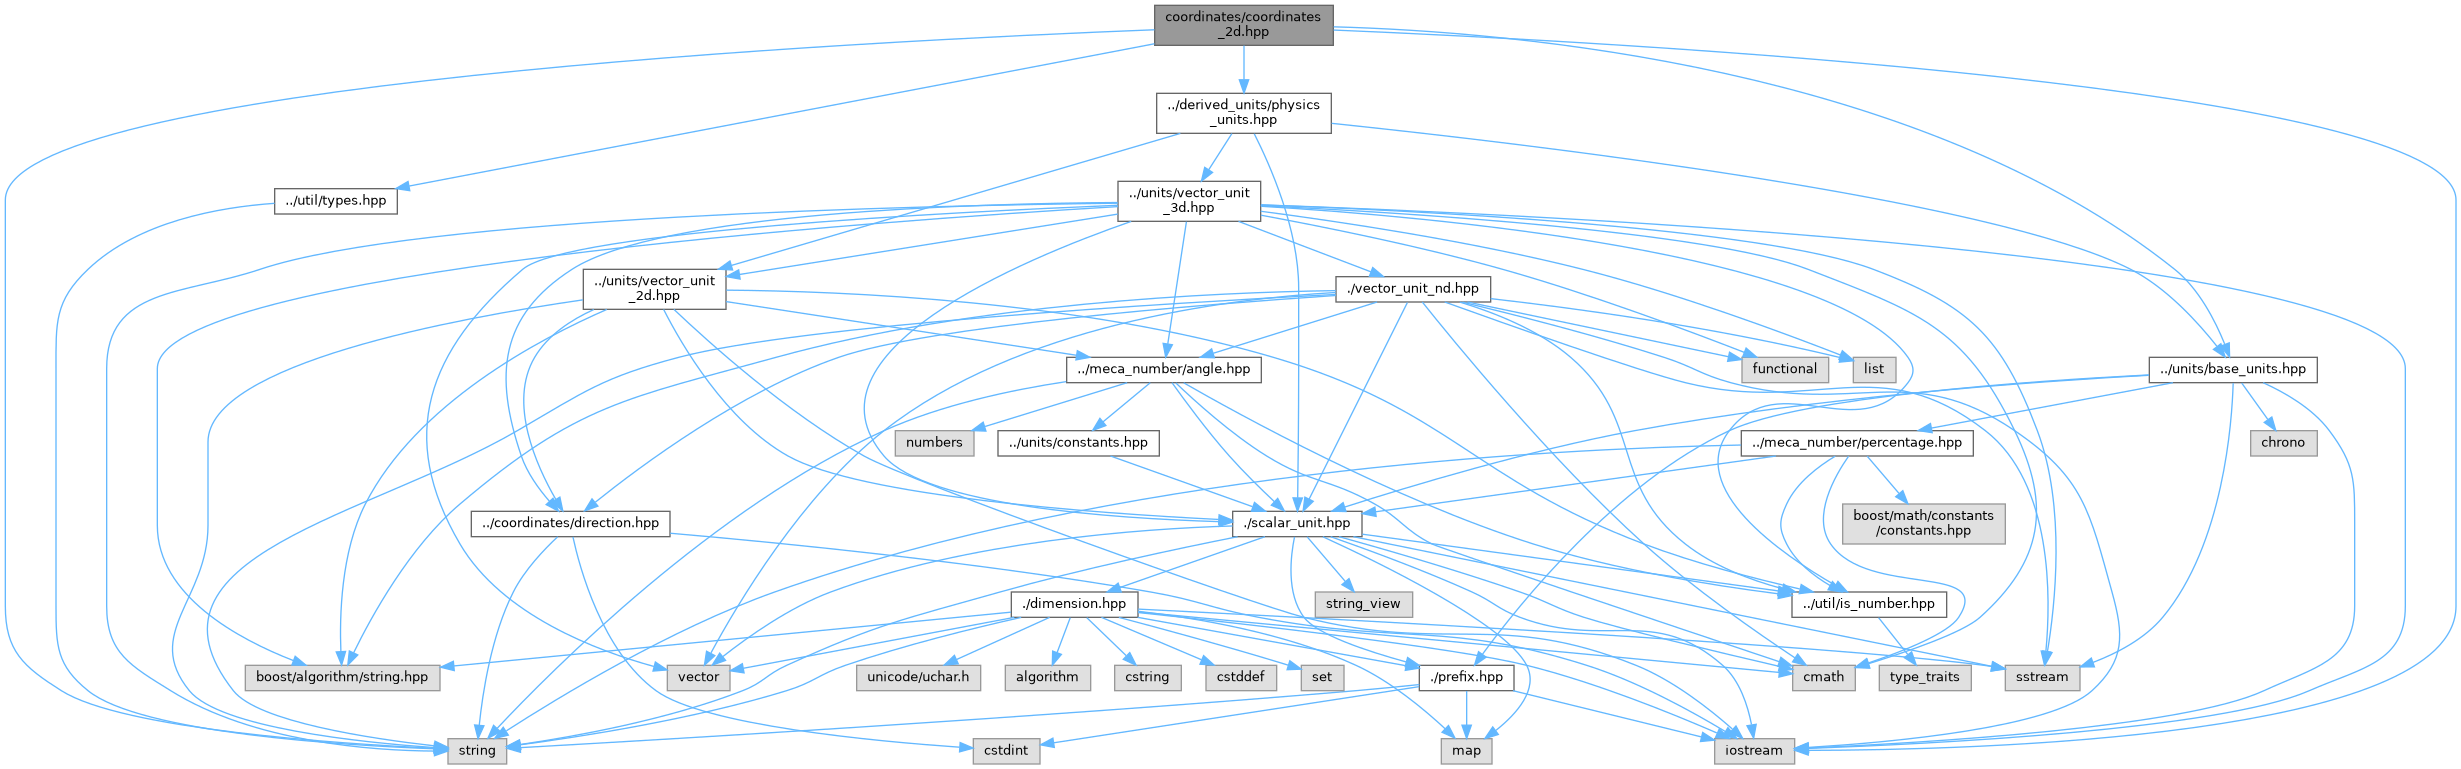 coordinates/coordinates
_2d.hpp
../derived_units/physics
_units.hpp
../util/types.hpp
../units/vector_unit
_3d.hpp
../units/vector_unit
_2d.hpp
./vector_unit_nd.hpp
../meca_number/angle.hpp
functional
list
../units/base_units.hpp
numbers
../units/constants.hpp
../meca_number/percentage.hpp
chrono
../coordinates/direction.hpp
./scalar_unit.hpp
boost/math/constants
/constants.hpp
./dimension.hpp
string_view
../util/is_number.hpp
boost/algorithm/string.hpp
vector
unicode/uchar.h
algorithm
cstring
cstddef
set
./prefix.hpp
cmath
type_traits
sstream
string
cstdint
map
iostream